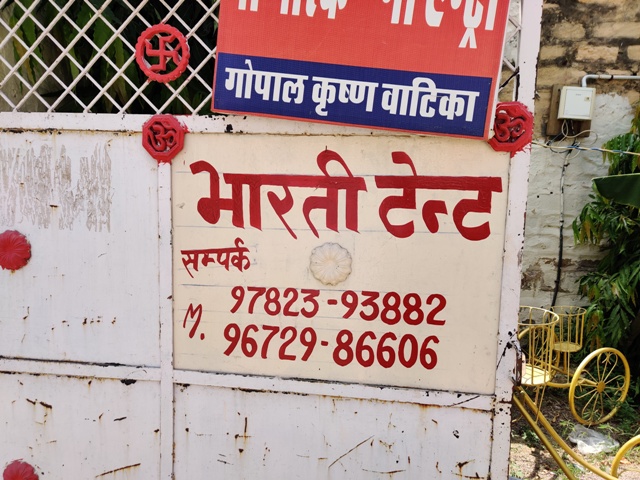 गोपाल कृष्ण वाटिका
भारती टेन्ट
सम्पर्क
M. 97823-93882
96729-86606